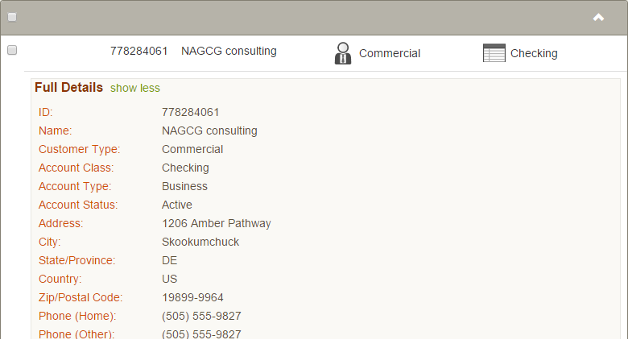 778284061 NAGCG consulting Commercial Checking
Full Details show less
ID: 778284061
Name: NAGCG consulting
Customer Type: Commercial
Account Class: Checking
Account Type: Business
Account Status: Active
Address: 1206 Amber Pathway
City: Skookumchuck
State/Province: DE
Country: US
Zip/Postal Code: 19899-9964
Phone (Home): (505) 555-9827
Phone (Other): (505) 555-9827